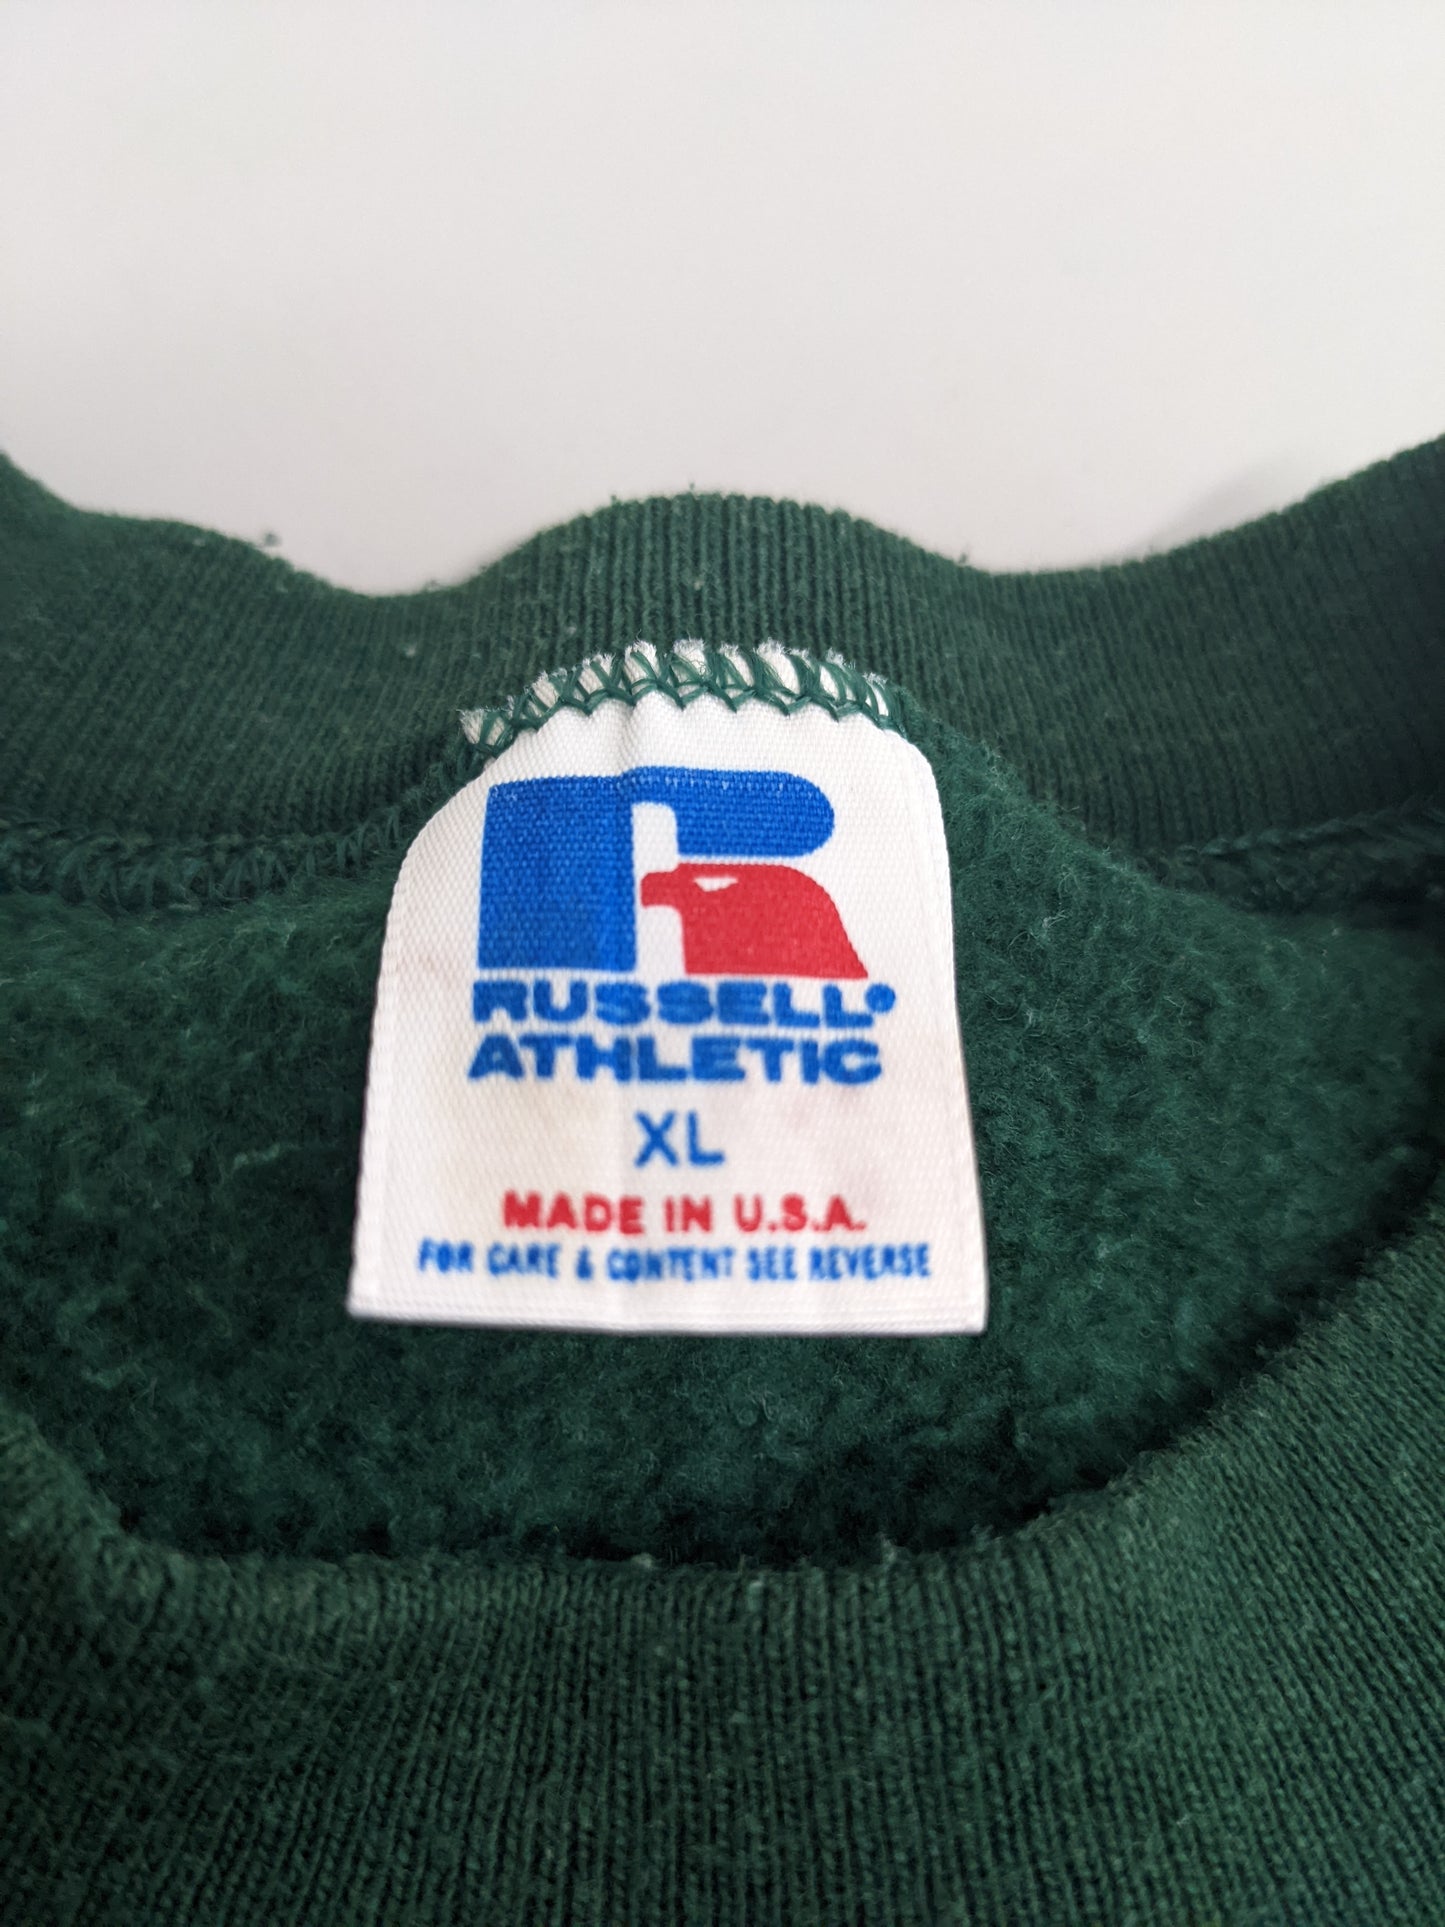 RUSSELL®
ATHLETIC
XL
MADE IN U.S.A.
FOR CARE & CONTENT SEE REVERSE